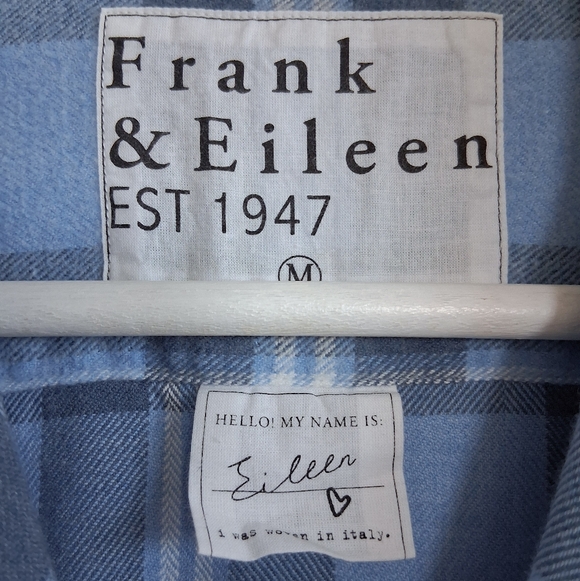 Frank
& Eileen
EST 1947
M
HELLO! MY NAME IS:
Eileen
i was woven in italy.